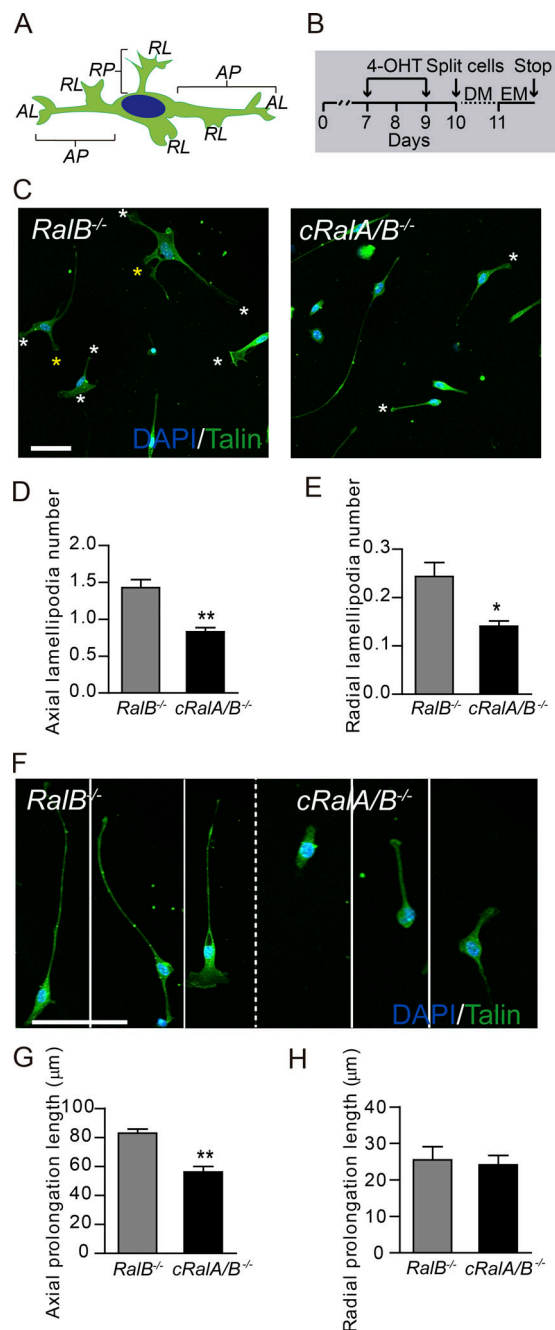 A
RL
RP
AP
RL
AL
AL
RL
AP
RL
B
4-OHT Split cells Stop
DM EM
0 7 8 9 10 11
Days
C
RalB-/-
cRalA/B-/-
* * * * * * * * *
DAPI/Talin
D
Axial lamellipodia number
2.0
1.5
1.0
0.5
0.0
**
RalB-/- cRalA/B-/-
E
Radial lamellipodia number
0.3
0.2
0.1
0.0
*
RalB-/- cRalA/B-/-
F
RalB-/-
cRalA/B-/-
DAPI/Talin
G
Axial prolongation length (μm)
100
80
60
40
20
0
**
RalB-/- cRalA/B-/-
H
Radial prolongation length (μm)
40
30
20
10
0
RalB-/- cRalA/B-/-